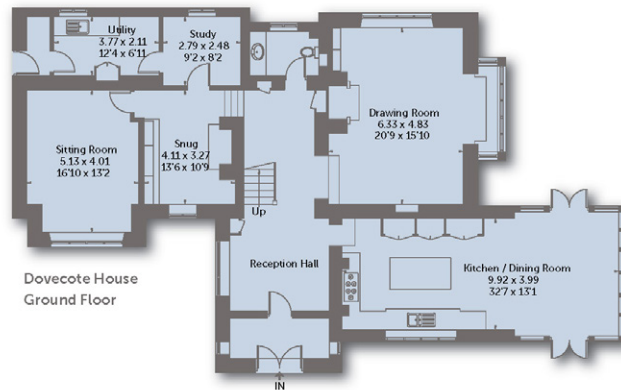 Utility
3.77 x 2.11
12'4 x 6'11
Study
2.79 x 2.48
9'2 x 8'2
Drawing Room
6.33 x 4.83
20'9 x 15'10
Sitting Room
5.13 x 4.01
16'10 x 13'2
Snug
4.11 x 3.27
13'6 x 10'9
Up
Reception Hall
Kitchen / Dining Room
9.92 x 3.99
32'7 x 13'1
Dovecote House
Ground Floor
IN